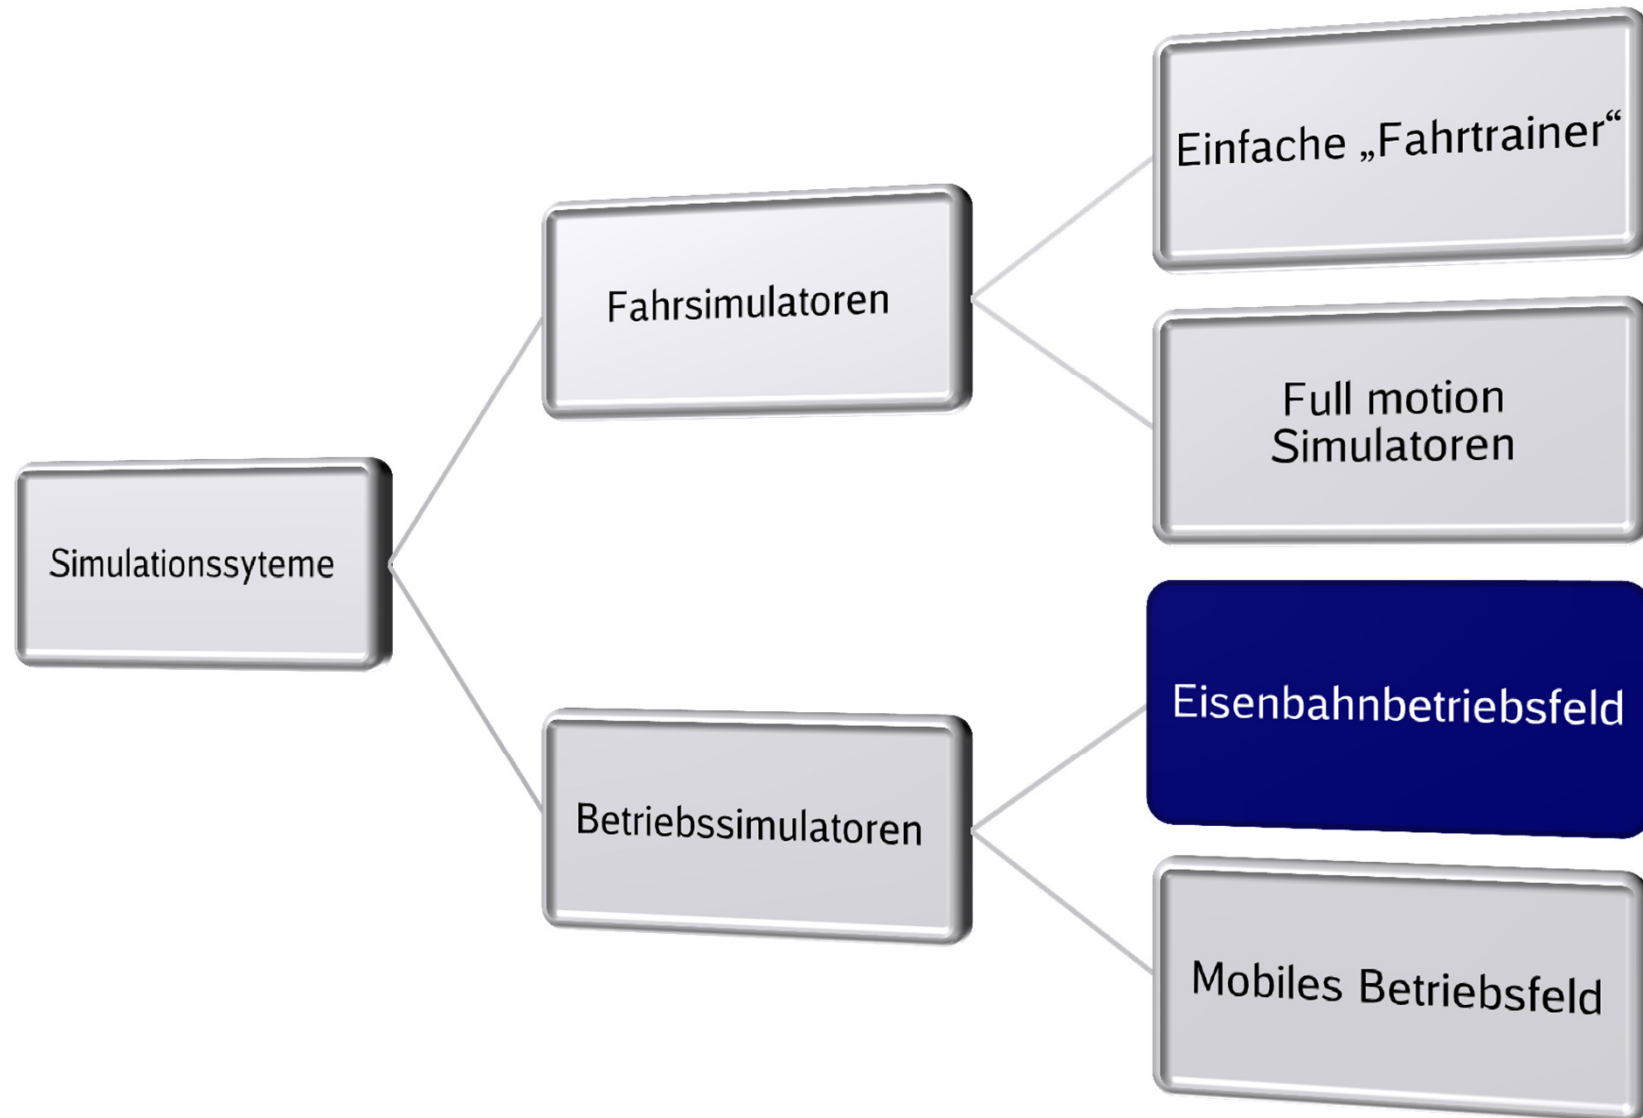 Einfache „Fahrtrainer“
Fahrsimulatoren
Full motion
Simulatoren
Simulationssyteme
Eisenbahnbetriebsfeld
Betriebssimulatoren
Mobiles Betriebsfeld